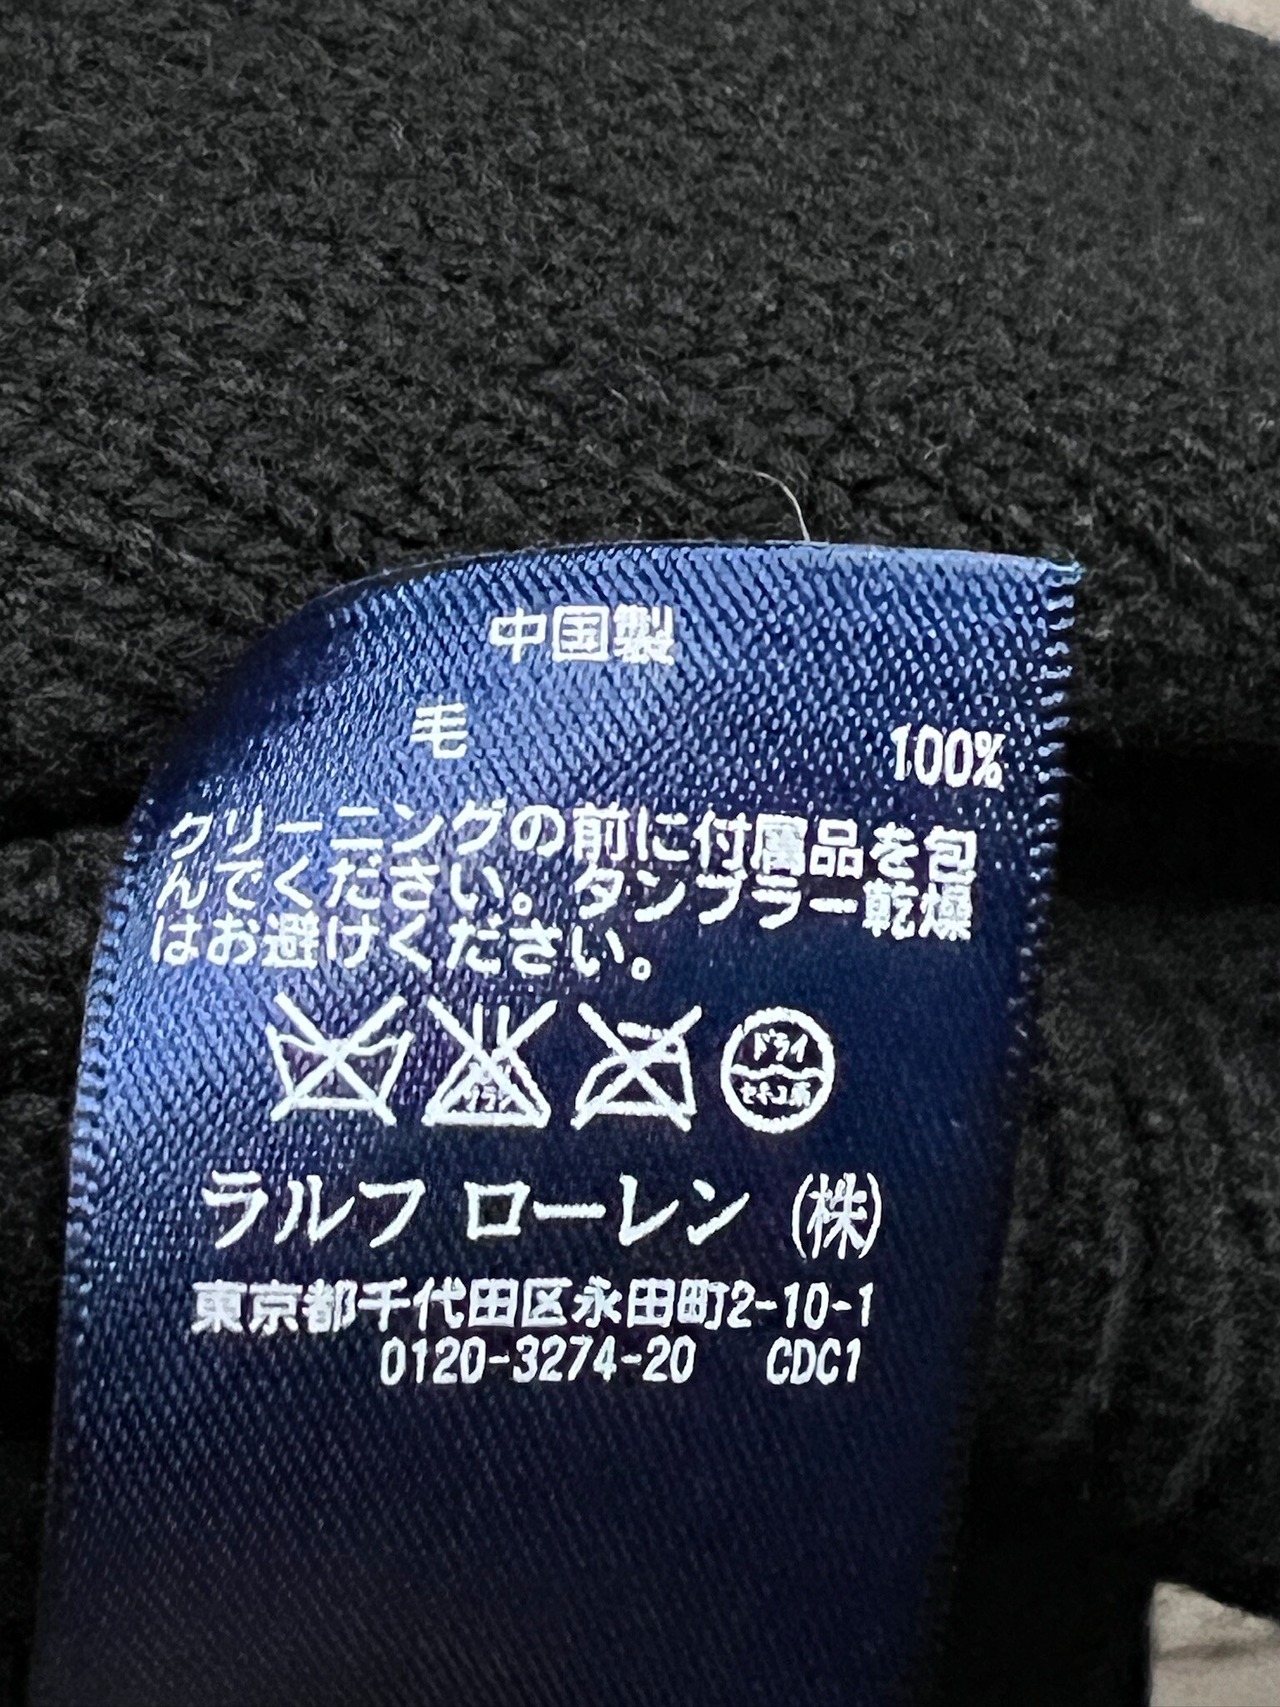 中国製
毛 100%
クリーニングの前に付属品を包
んでください。タンブラー乾燥
はお避けください。
ドライ
セキユ系
ラルフ ローレン (株)
東京都千代田区永田町2-10-1
0120-3274-20 CDC1